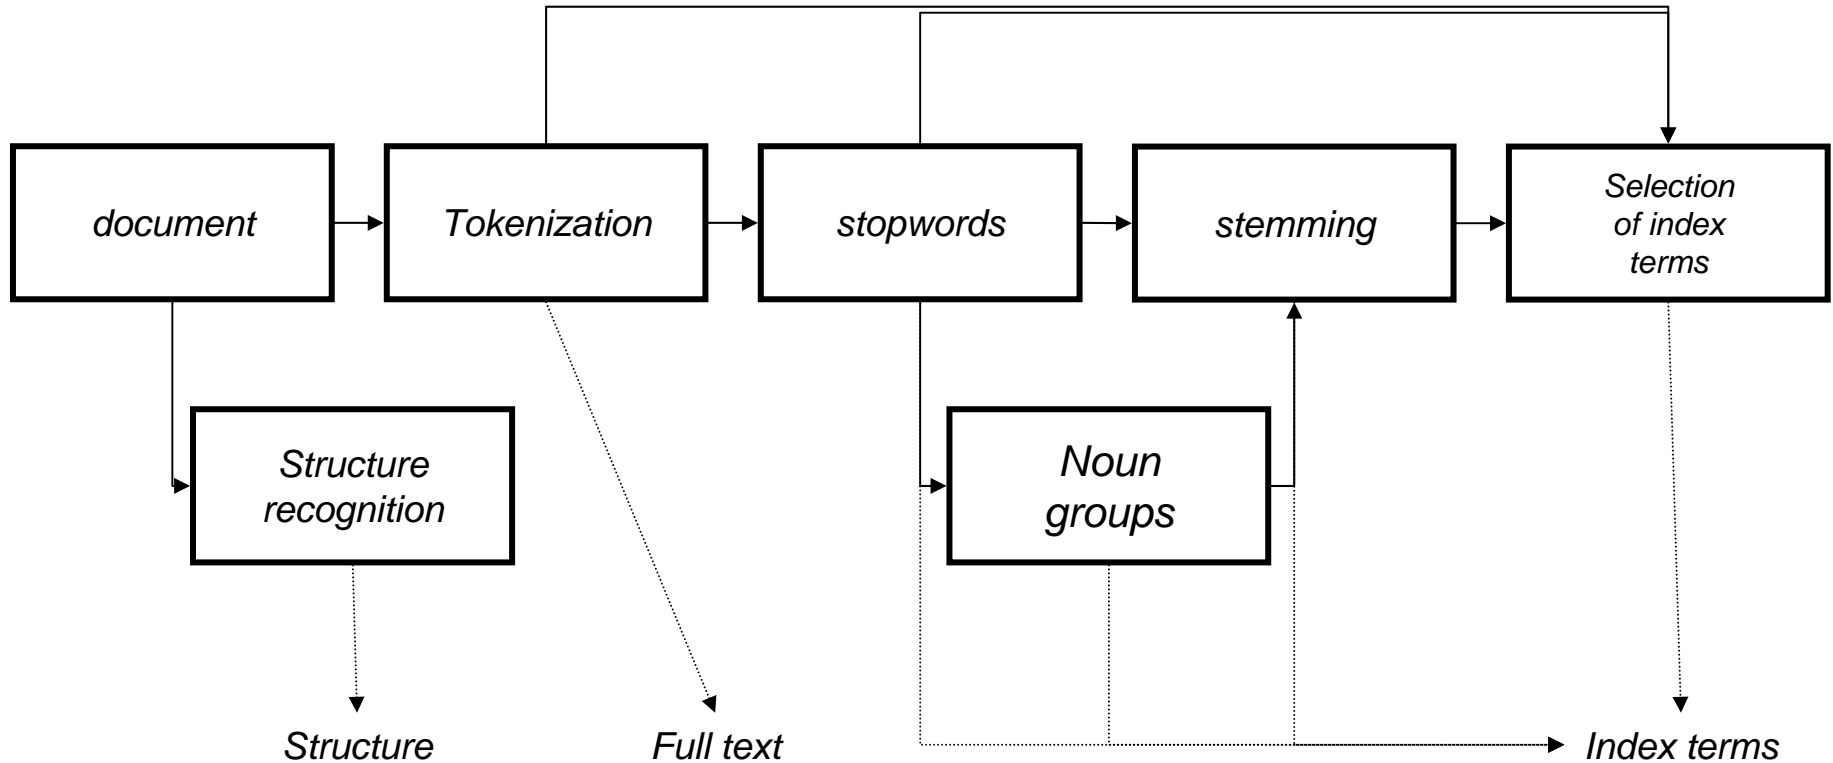 document
Tokenization
stopwords
stemming
Selection
of index
terms
Structure
recognition
Noun
groups
Structure
Full text
Index terms